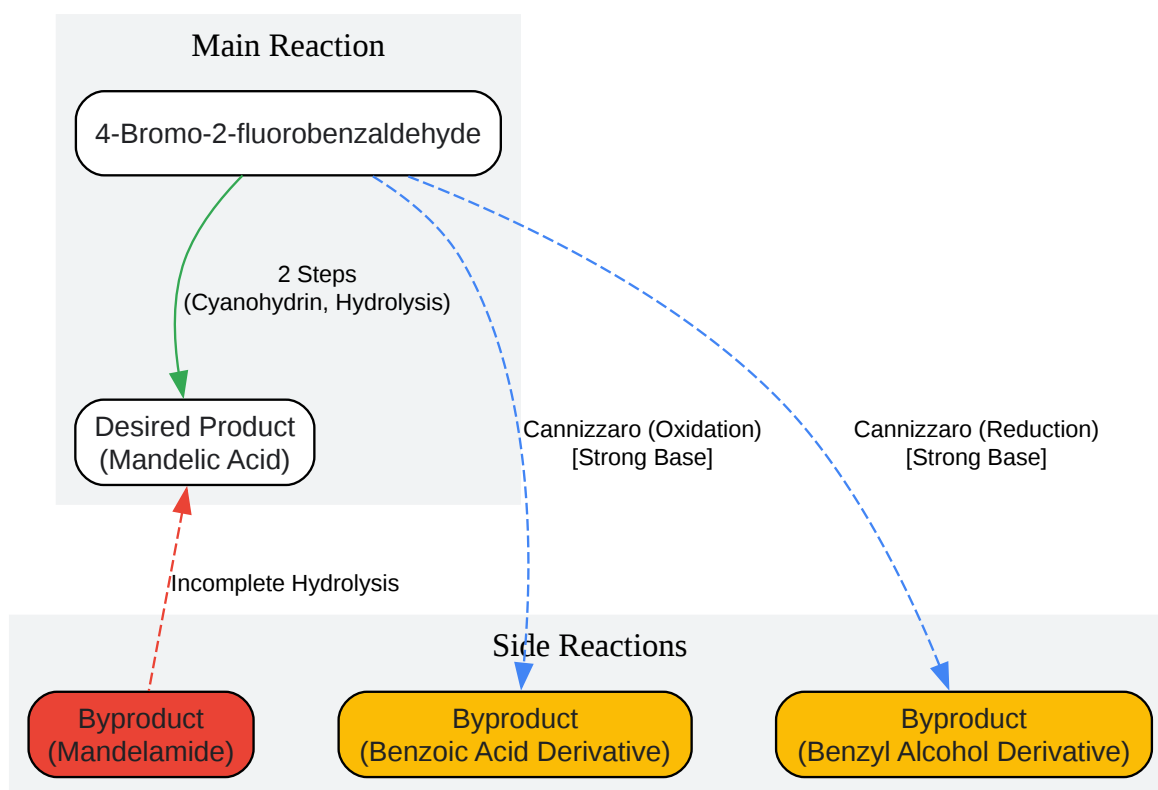 Main Reaction
4-Bromo-2-fluorobenzaldehyde
2 Steps
(Cyanohydrin, Hydrolysis)
Desired Product
(Mandelic Acid)
Cannizzaro (Oxidation)
[Strong Base]
Cannizzaro (Reduction)
[Strong Base]
Incomplete Hydrolysis
Side Reactions
Byproduct
(Mandelamide)
Byproduct
(Benzoic Acid Derivative)
Byproduct
(Benzyl Alcohol Derivative)